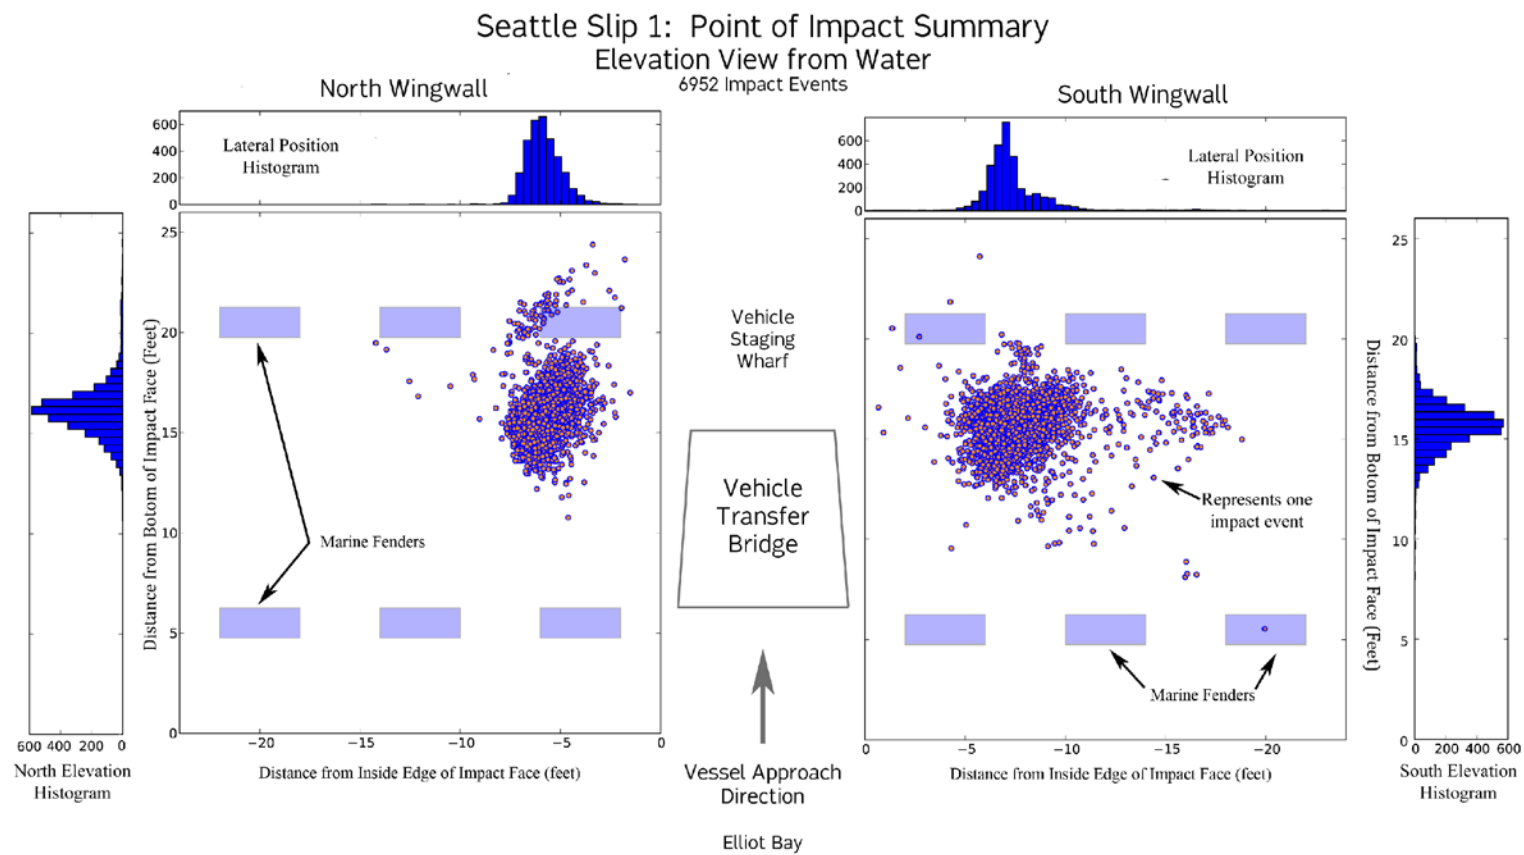 Seattle Slip 1:  Point of Impact Summary
Elevation View from Water
6952 Impact Events
North Wingwall
South Wingwall
600
400
200
0
Lateral Position
Histogram
600
400
200
0
Lateral Position
Histogram
25
20
15
10
5
0
Distance from Botom of Impact Face (Feet)
Marine Fenders
−20
−15
−10
−5
0
Distance from Inside Edge of Impact Face (feet)
600 400 200 0
North Elevation
Histogram
Vehicle
Staging
Wharf
Vehicle
Transfer
Bridge
Vessel Approach
Direction
Elliot Bay
Represents one
impact event
Marine Fenders
0
−5
−10
−15
−20
Distance from Inside Edge of Impact Face (feet)
Distance from Bottom of Impact Face (Feet)
25
20
15
10
5
0
0 200 400 600
South Elevation
Histogram